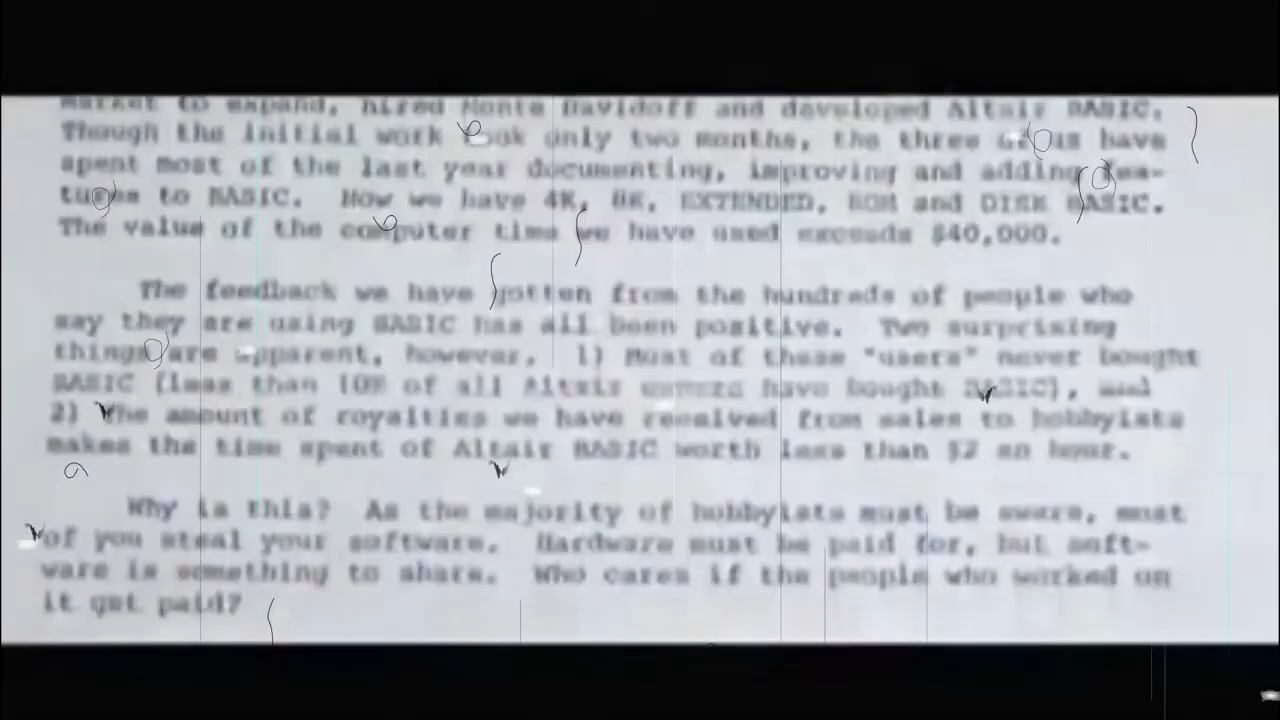 market to expand, hired Monte Davidoff and developed Altair BASIC.
Though the initial work took only two months, the three of us have
spent most of the last year documenting, improving and adding fea-
tures to BASIC. Now we have 4K, 8K, EXTENDED, ROM and DISK BASIC.
The value of the computer time we have used exceeds $40,000.
The feedback we have gotten from the hundreds of people who
say they are using BASIC has all been positive. Two surprising
things are apparent, however. 1) Most of these "users" never bought
BASIC (less than 10% of all Altair owners have bought BASIC), and
2) The amount of royalties we have received from sales to hobbyists
makes the time spent of Altair BASIC worth less than $2 an hour.
Why is this? As the majority of hobbyists must be aware, most
of you steal your software. Hardware must be paid for, but soft-
ware is something to share. Who cares if the people who worked on
it get paid?